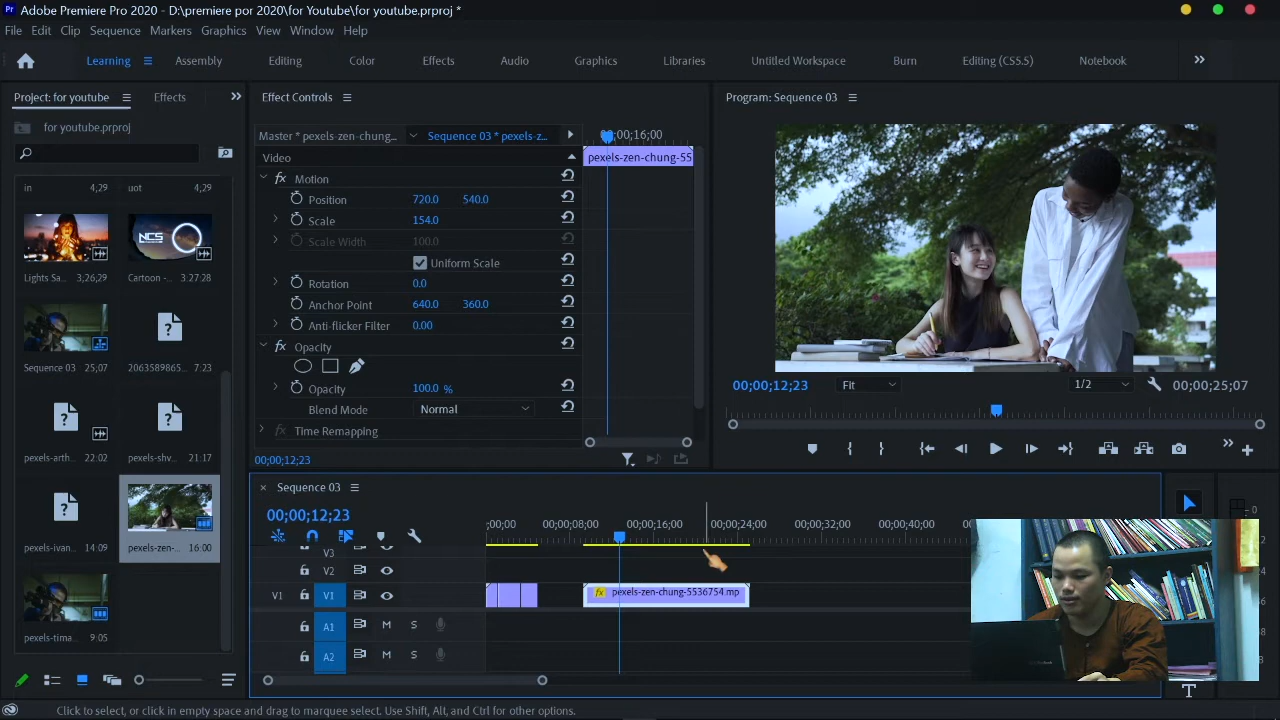 Pr Adobe Premiere Pro 2020 - D:\premiere por 2020\for Youtube\for youtube.prproj *
File Edit Clip Sequence Markers Graphics View Window Help
Learning Assembly Editing Color Effects Audio Graphics Libraries Untitled Workspace Burn Editing (CS5.5) Notebook
Project: for youtube Effects
for youtube.prproj
in 4,29 uot 4,29
NCS
Lights Sa... 3,26,29 Cartoon - ... 3:27:28
Sequence 03 25,07 2063589865... 7:23
pexels-arth... 22:02 pexels-shv... 21:17
pexels-ivan... 14:09 pexels-zen-... 16:00
pexels-tima... 9:05
Effect Controls
Master * pexels-zen-chung... Sequence 03 * pexels-z...
00;00;16;00
Video
pexels-zen-chung-55
fx Motion
Position 720.0 540.0
Scale 154.0
Scale Width 100.0
Uniform Scale
Rotation 0.0
Anchor Point 640.0 360.0
Anti-flicker Filter 0.00
fx Opacity
Opacity 100.0 %
Blend Mode Normal
fx Time Remapping
00;00;12;23
Program: Sequence 03
00;00;12;23 Fit 1/2 00;00;25;07
Sequence 03
00;00;12;23
;00;00 00;00;08;00 00;00;16;00 00;00;24;00 00;00;32;00 00;00;40;00
V3
V2
V1 V1
fx pexels-zen-chung-5536754.mp
A1 M S
A2 M S
0
T
Click to select, or click in empty space and drag to marquee select. Use Shift, Alt, and Ctrl for other options.